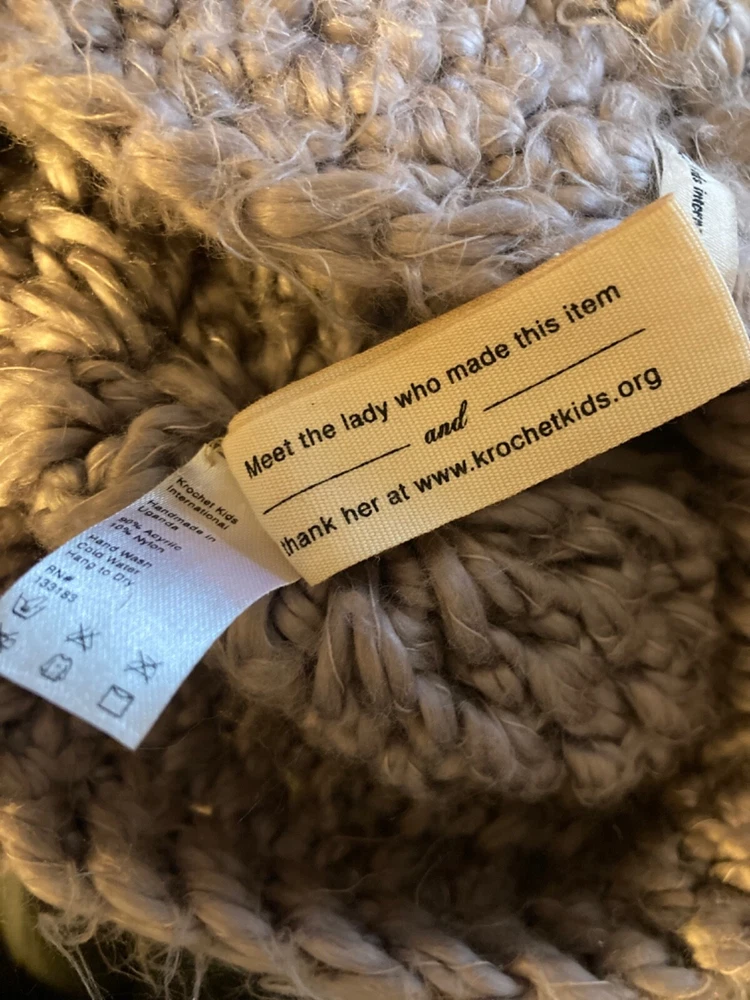 Meet the lady who made this item
and
thank her at www.krochetkids.org
Krochet Kids
International
Handmade in
Uganda
90% Acrylic
10% Nylon
Hand Wash
Cold Water
Hang to Dry
RN#
133183